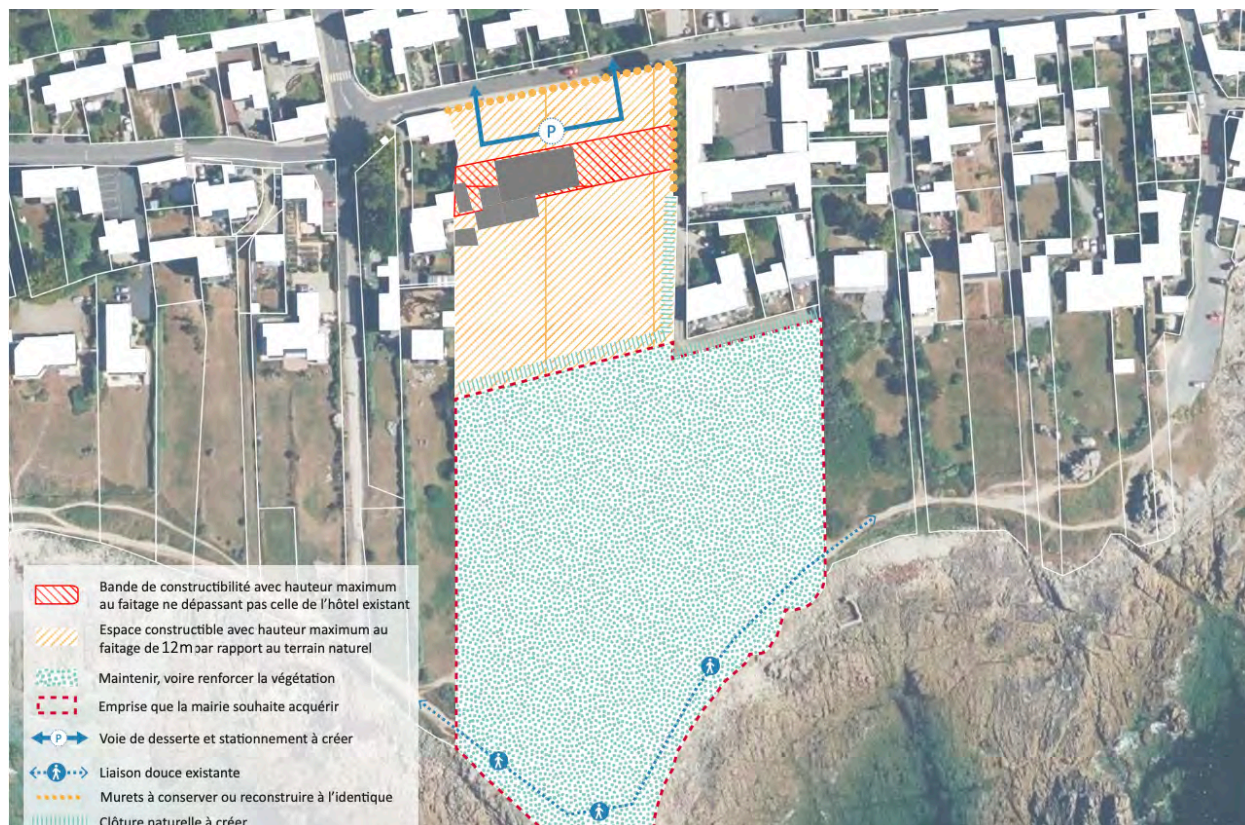 P
Bande de constructibilité avec hauteur maximum
au faitage ne dépassant pas celle de l'hôtel existant
Espace constructible avec hauteur maximum au
faitage de 12m par rapport au terrain naturel
Maintenir, voire renforcer la végétation
Emprise que la mairie souhaite acquérir
P Voie de desserte et stationnement à créer
Liaison douce existante
Murets à conserver ou reconstruire à l'identique
Clôture naturelle à créer